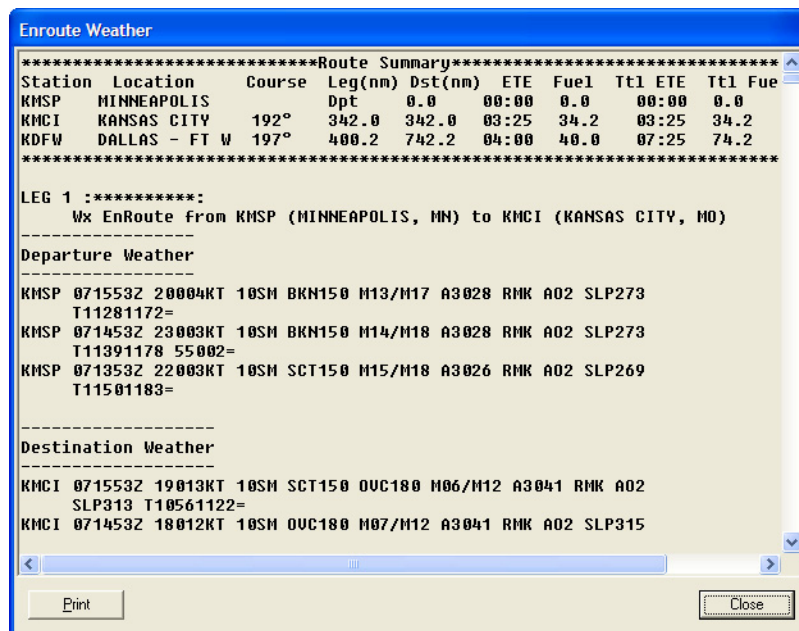 Enroute Weather
******************************Route Summary*********************************
Station Location Course Leg(nm) Dst(nm) ETE Fuel Ttl ETE Ttl Fue
KMSP MINNEAPOLIS Dpt 0.0 00:00 0.0 00:00 0.0
KMCI KANSAS CITY 192° 342.0 342.0 03:25 34.2 03:25 34.2
KDFW DALLAS - FT W 197° 400.2 742.2 04:00 40.0 07:25 74.2
****************************************************************************
LEG 1 :**********:
Wx EnRoute from KMSP (MINNEAPOLIS, MN) to KMCI (KANSAS CITY, MO)
------------------
Departure Weather
------------------
KMSP 071553Z 20004KT 10SM BKN150 M13/M17 A3028 RMK AO2 SLP273
T11281172=
KMSP 071453Z 23003KT 10SM BKN150 M14/M18 A3028 RMK AO2 SLP273
T11391178 55002=
KMSP 071353Z 22003KT 10SM SCT150 M15/M18 A3026 RMK AO2 SLP269
T11501183=
--------------------
Destination Weather
--------------------
KMCI 071553Z 19013KT 10SM SCT150 OVC180 M06/M12 A3041 RMK AO2
SLP313 T10561122=
KMCI 071453Z 18012KT 10SM OVC180 M07/M12 A3041 RMK AO2 SLP315
Print Close